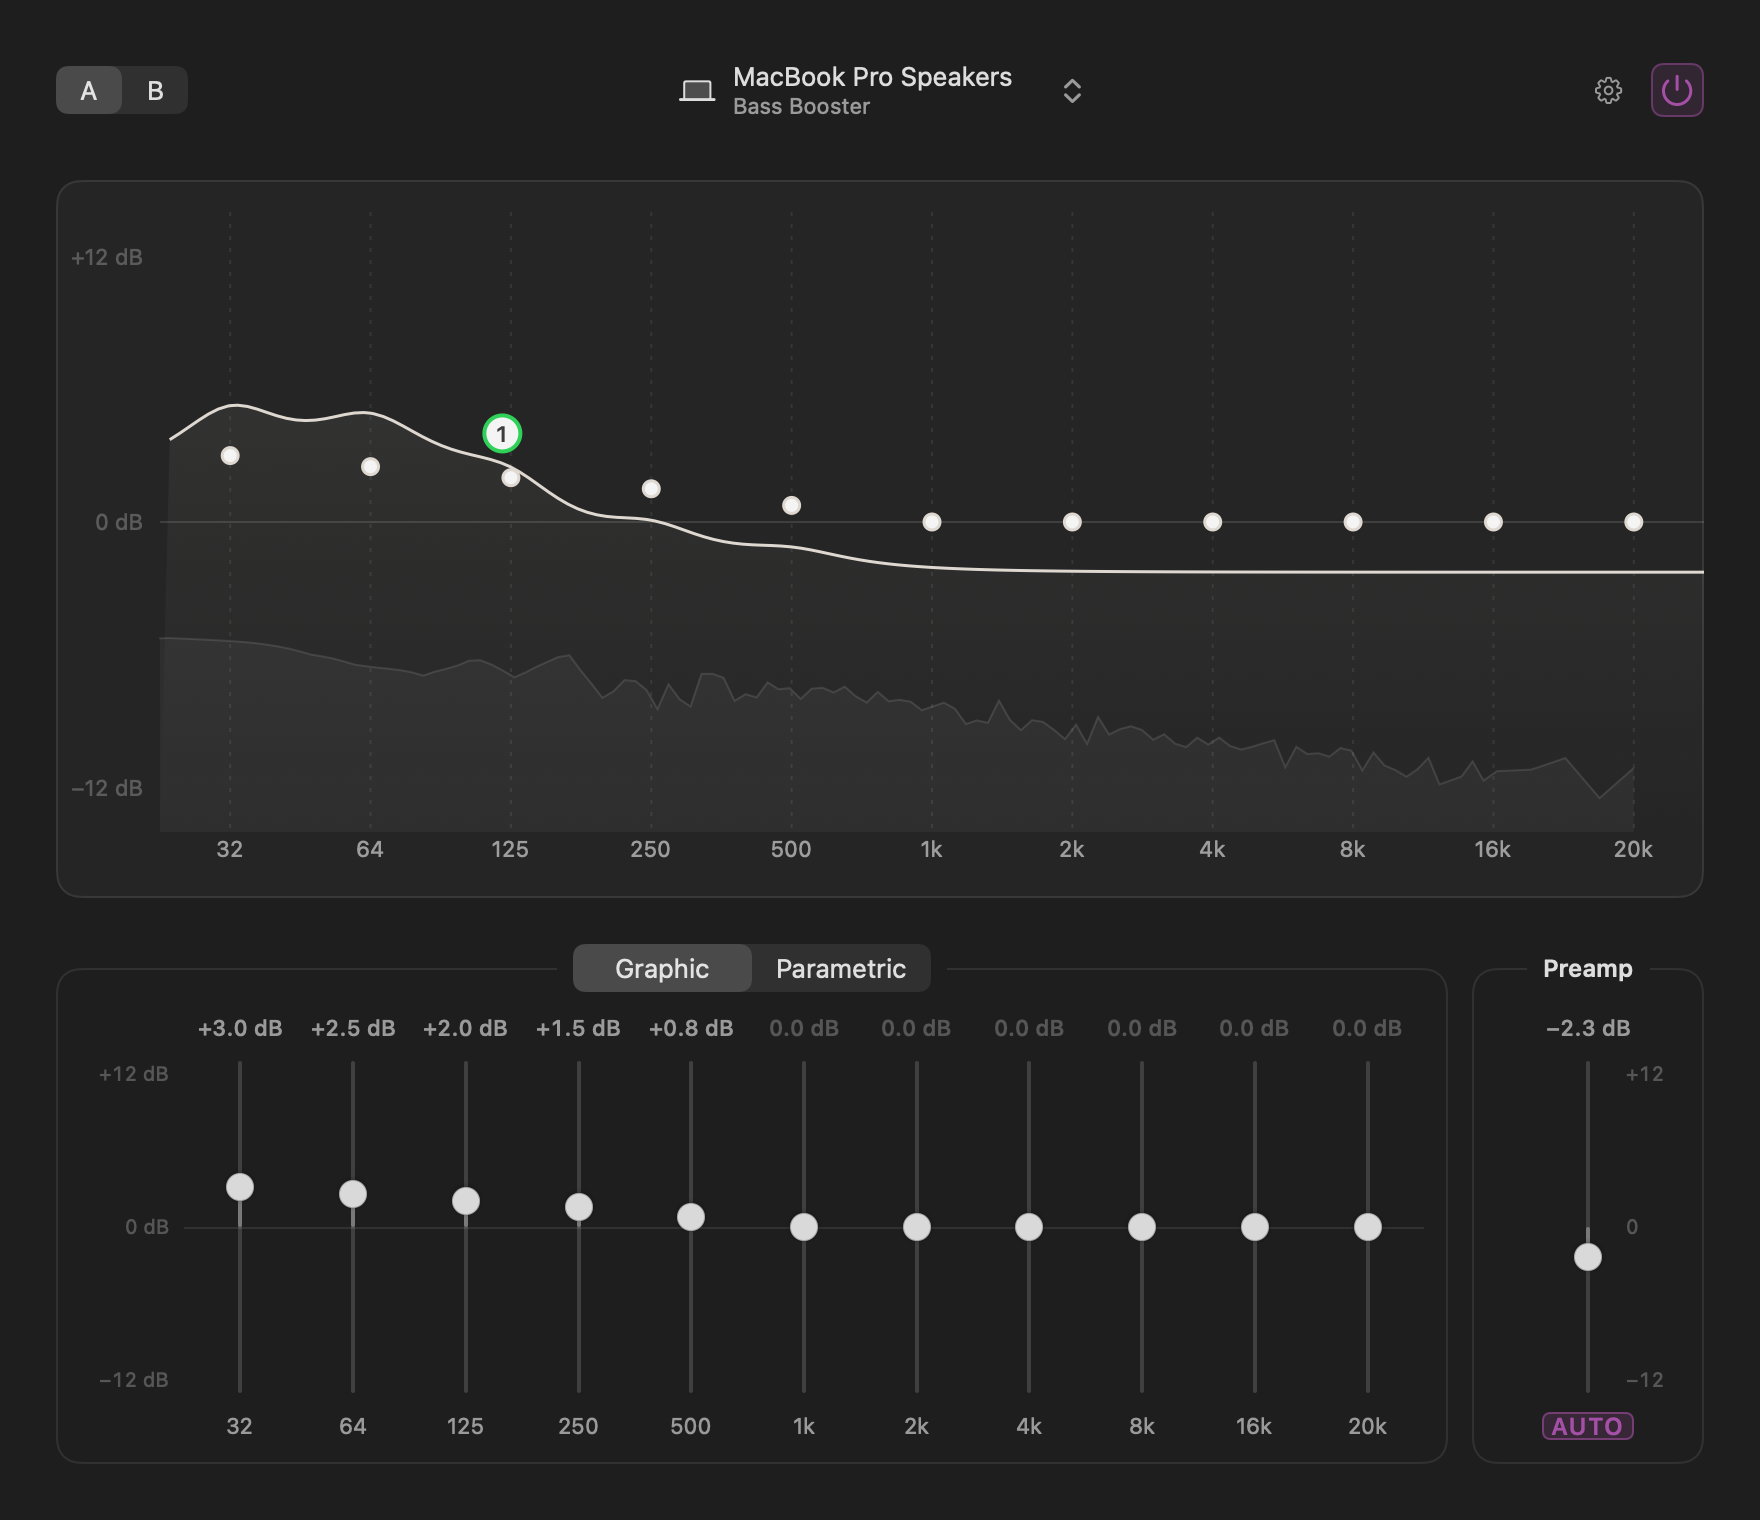 A B
MacBook Pro Speakers
Bass Booster
+12 dB
1
0 dB
−12 dB
32 64 125 250 500 1k 2k 4k 8k 16k 20k
Graphic Parametric
+3.0 dB +2.5 dB +2.0 dB +1.5 dB +0.8 dB 0.0 dB 0.0 dB 0.0 dB 0.0 dB 0.0 dB 0.0 dB
+12 dB
0 dB
−12 dB
32 64 125 250 500 1k 2k 4k 8k 16k 20k
Preamp
−2.3 dB
+12
0
−12
AUTO